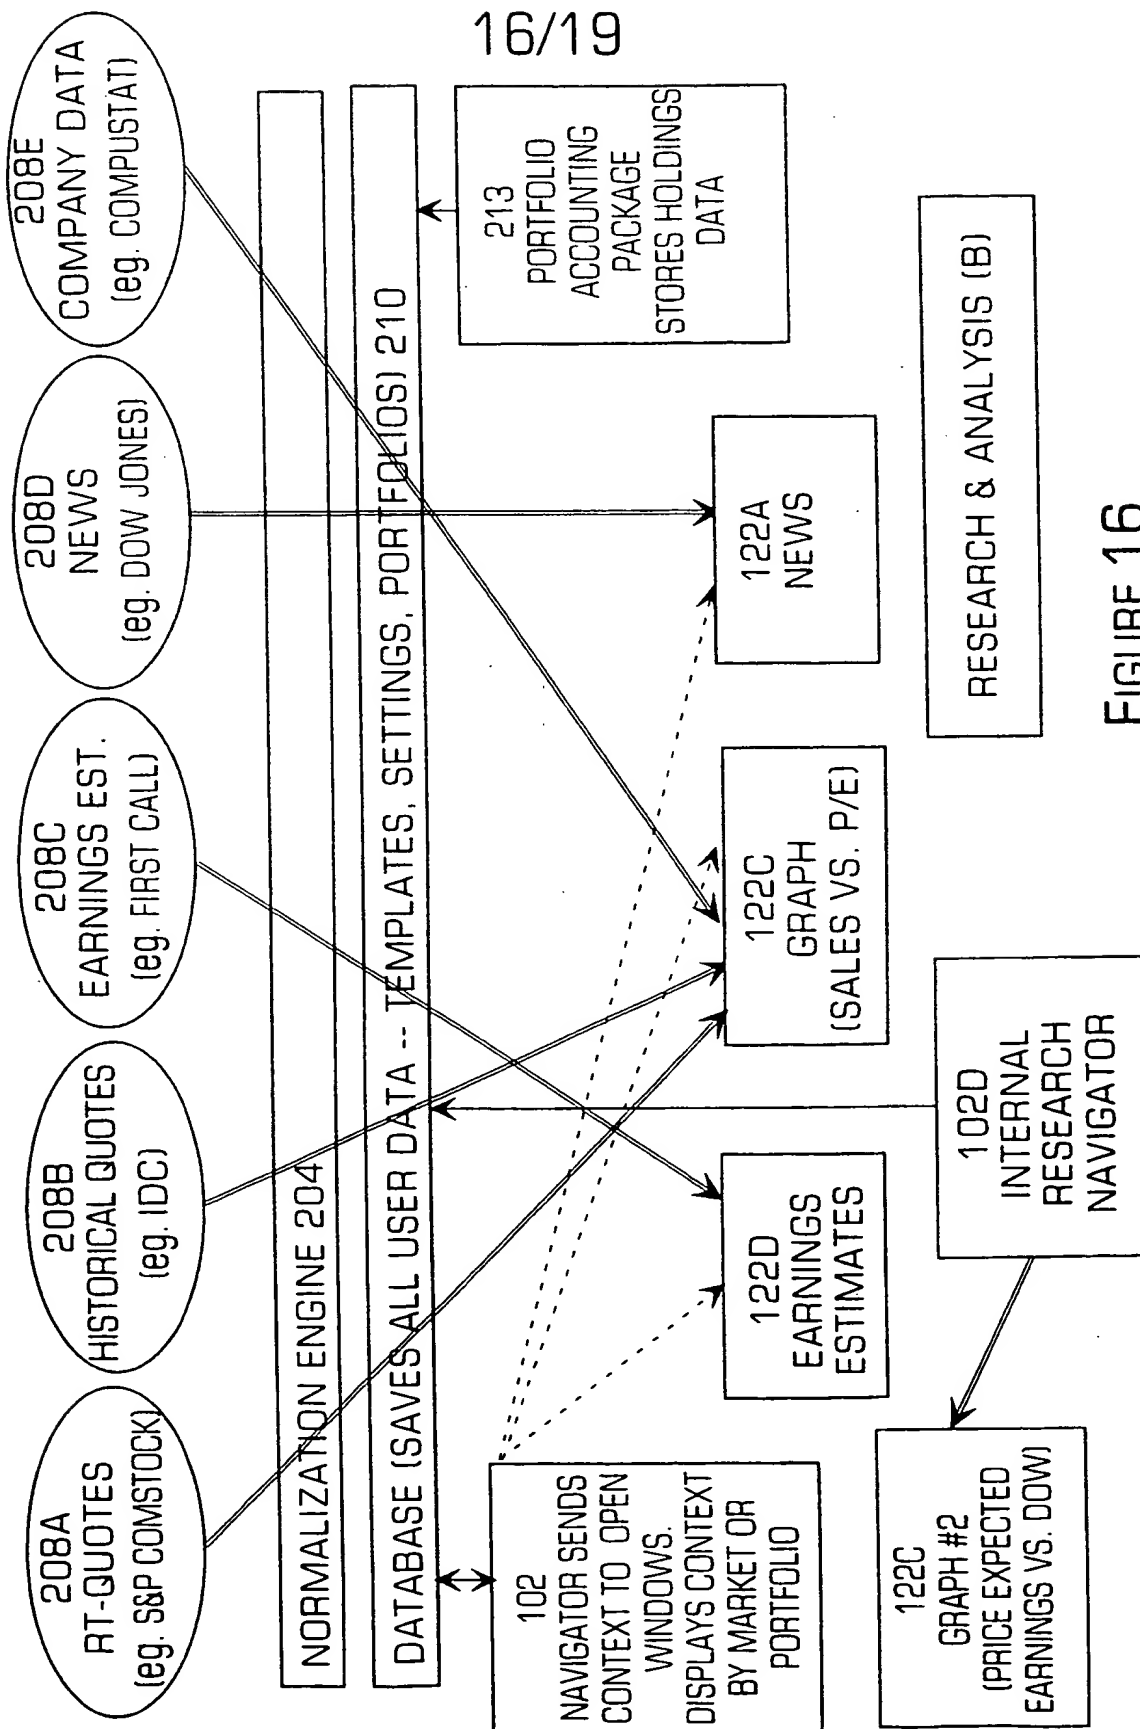 16/19
208A
RT-QUOTES
(eg. S&P COMSTOCK)
208B
HISTORICAL QUOTES
(eg. IDC)
208C
EARNINGS EST.
(eg. FIRST CALL)
208D
NEWS
(eg. DOW JONES)
208E
COMPANY DATA
(eg. COMPUSTAT)
NORMALIZATION ENGINE 204
DATABASE (SAVES ALL USER DATA -- TEMPLATES, SETTINGS, PORTFOLIOS) 210
102
NAVIGATOR SENDS
CONTEXT TO OPEN
WINDOWS.
DISPLAYS CONTEXT
BY MARKET OR
PORTFOLIO
213
PORTFOLIO
ACCOUNTING
PACKAGE
STORES HOLDINGS
DATA
122D
EARNINGS
ESTIMATES
122C
GRAPH
(SALES VS. P/E)
122A
NEWS
122C
GRAPH #2
(PRICE EXPECTED
EARNINGS VS. DOW)
102D
INTERNAL
RESEARCH
NAVIGATOR
RESEARCH & ANALYSIS (B)
FIGURE 16